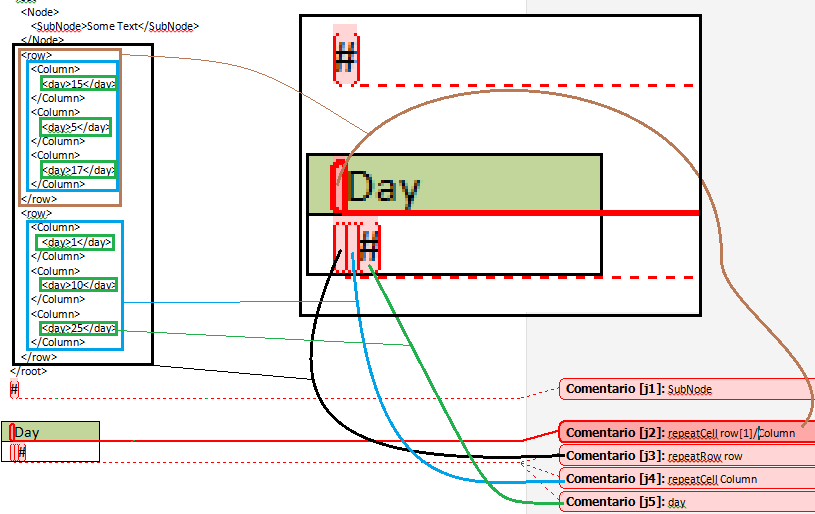 <Node>
<SubNode>Some Text</SubNode>
</Node>
<row>
<Column>
<day>15</day>
</Column>
<Column>
<day>5</day>
</Column>
<Column>
<day>17</day>
</Column>
</row>
<row>
<Column>
<day>1</day>
</Column>
<Column>
<day>10</day>
</Column>
<Column>
<day>25</day>
</Column>
</row>
</root>
#
Day
#
#
Day
#
Comentario [j1]: SubNode
Comentario [j2]: repeatCell row[1]/Column
Comentario [j3]: repeatRow row
Comentario [j4]: repeatCell Column
Comentario [j5]: day